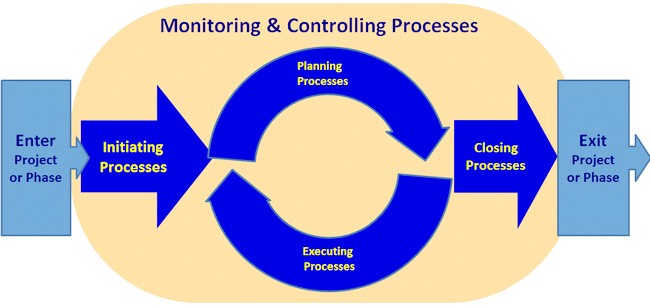 Monitoring & Controlling Processes
Planning
Processes
Enter
Project
or Phase
Initiating
Processes
Closing
Processes
Exit
Project
or Phase
Executing
Processes